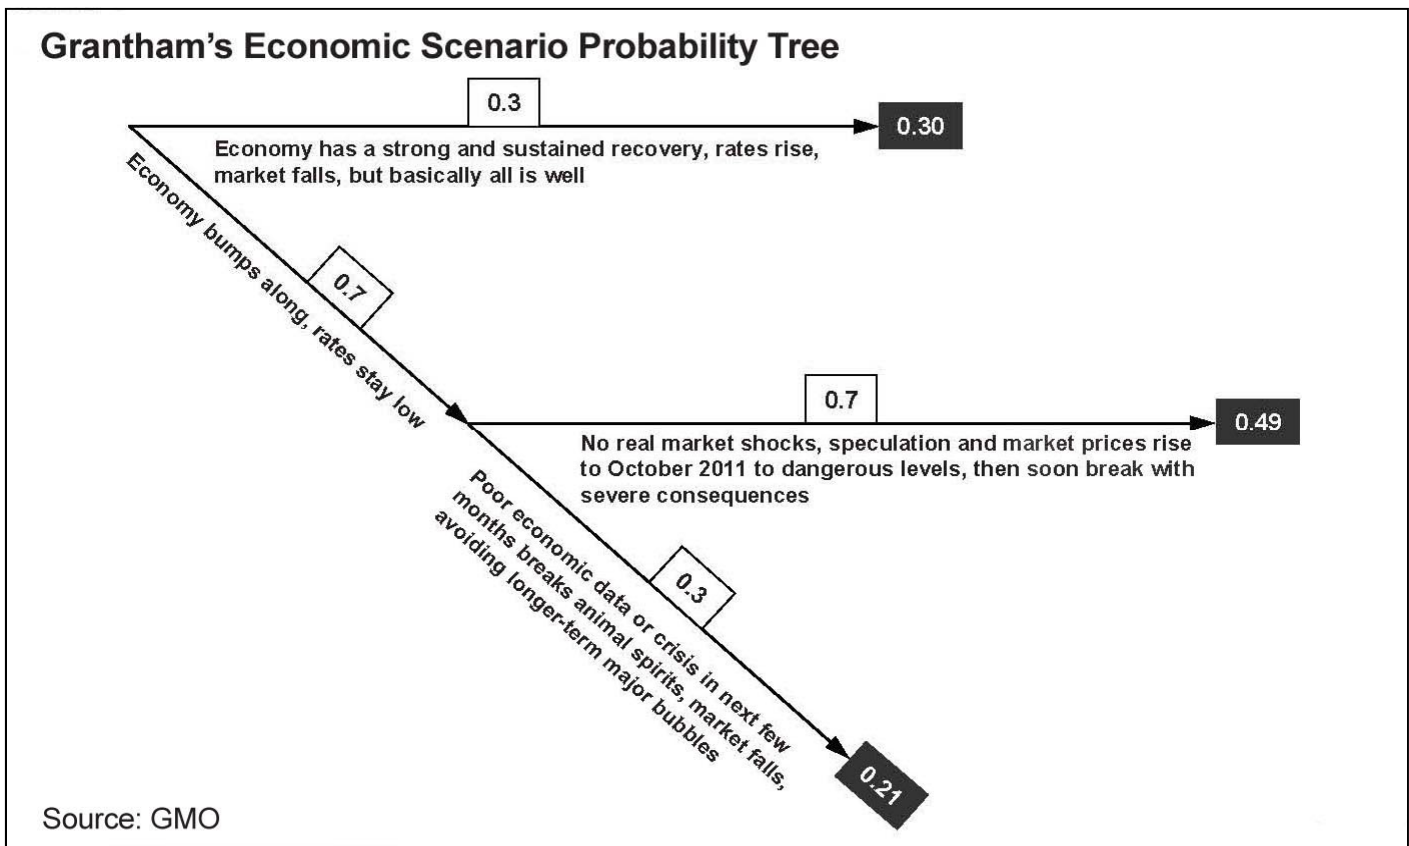 Grantham's Economic Scenario Probability Tree
0.3
0.30
Economy has a strong and sustained recovery, rates rise,
market falls, but basically all is well
Economy bumps along, rates stay low
0.7
0.7
0.49
No real market shocks, speculation and market prices rise
to October 2011 to dangerous levels, then soon break with
severe consequences
Poor economic data or crisis in next few
months breaks animal spirits, market falls,
avoiding longer-term major bubbles
0.3
0.21
Source: GMO